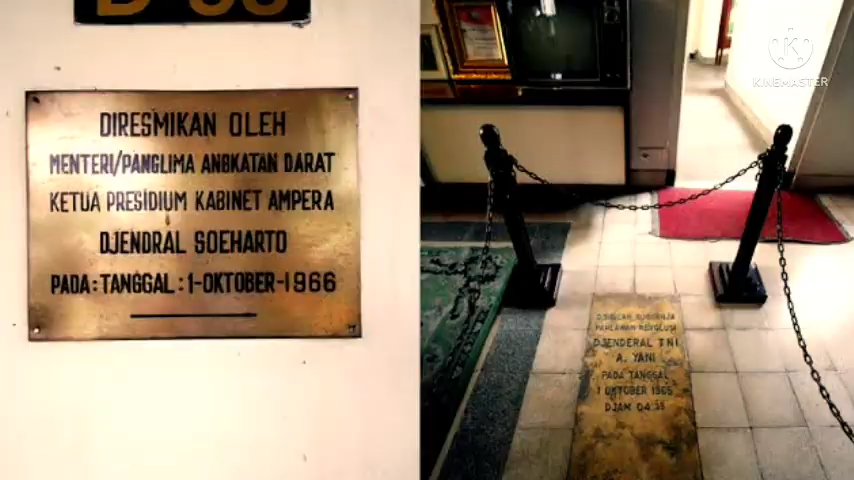 DIRESMIKAN OLEH
MENTERI/PANGLIMA ANGKATAN DARAT
KETUA PRESIDIUM KABINET AMPERA
DJENDRAL SOEHARTO
PADA : TANGGAL : 1-OKTOBER-1966
KINEMASTER
PAHLAWAN REVOLUSI
DJENDERAL TNI
A. YANI
PADA TANGGAL
1 OKTOBER 1965
DJAM 04.35